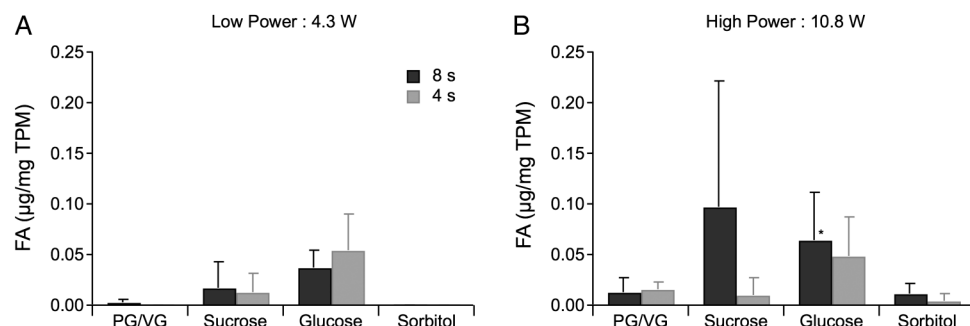 A
Low Power : 4.3 W
0.25
0.20
0.15
0.10
0.05
0.00
FA (µg/mg TPM)
8 s
4 s
PG/VG Sucrose Glucose Sorbitol
B
High Power : 10.8 W
0.25
0.20
0.15
0.10
0.05
0.00
FA (µg/mg TPM)
*
PG/VG Sucrose Glucose Sorbitol